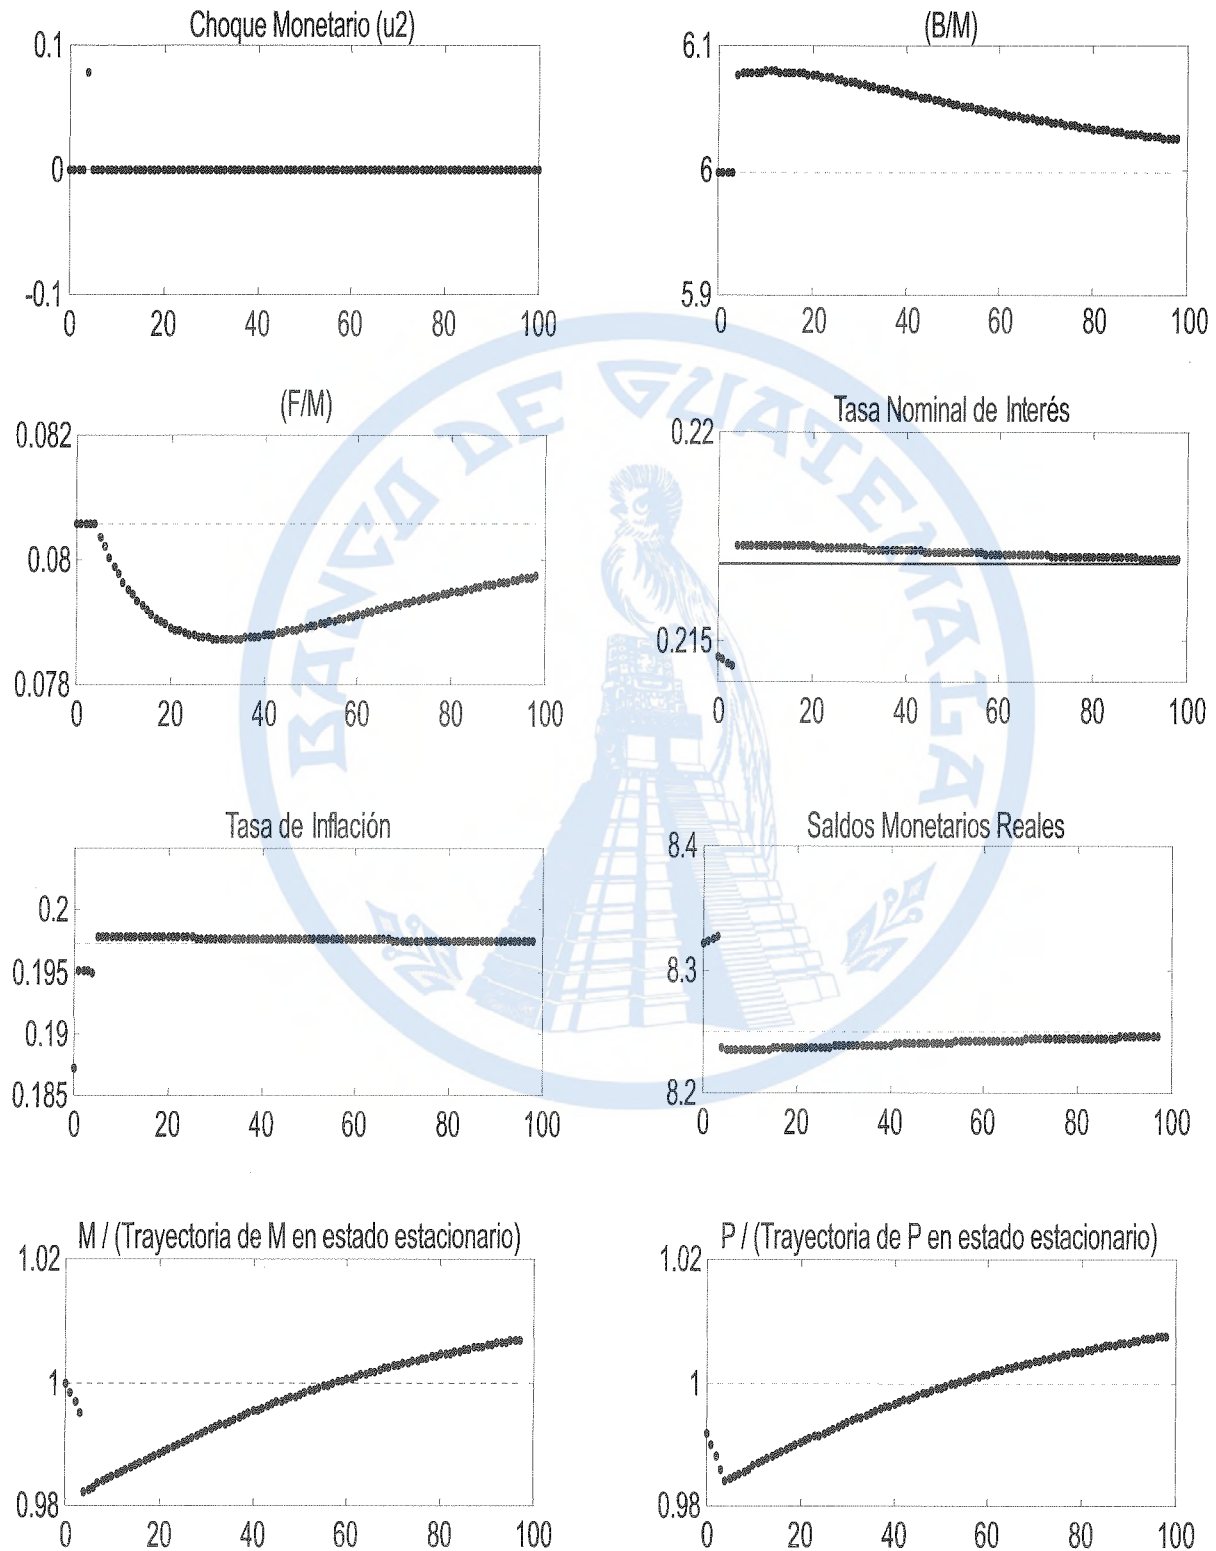 Choque Monetario (u2)
0.1
0
-0.1
0 20 40 60 80 100
(B/M)
6.1
6
5.9
0 20 40 60 80 100
(F/M)
0.082
0.08
0.078
0 20 40 60 80 100
Tasa Nominal de Interés
0.22
0.215
0 20 40 60 80 100
Tasa de Inflación
0.2
0.195
0.19
0.185
0 20 40 60 80 100
Saldos Monetarios Reales
8.4
8.3
8.2
0 20 40 60 80 100
M / (Trayectoria de M en estado estacionario)
1.02
1
0.98
0 20 40 60 80 100
P / (Trayectoria de P en estado estacionario)
1.02
1
0.98
0 20 40 60 80 100
BANCO DE GUATEMALA